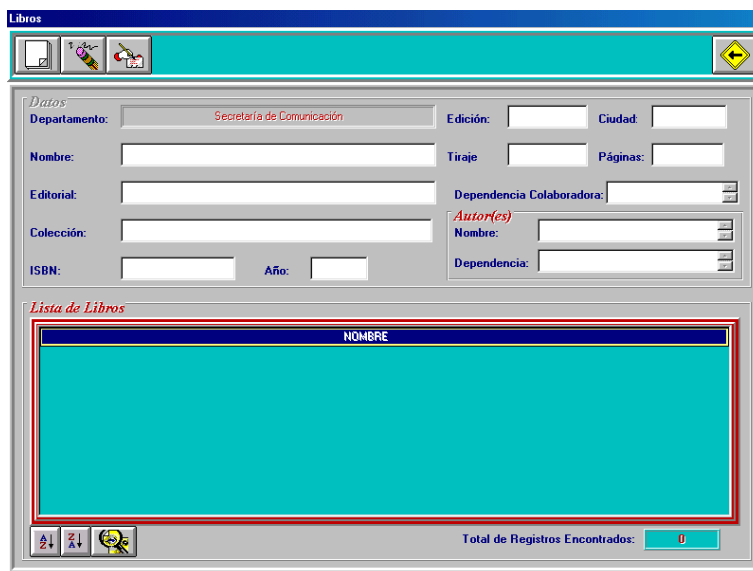 Libros
Datos
Departamento: Secretaría de Comunicación Edición: Ciudad:
Nombre: Tiraje Páginas:
Editorial: Dependencia Colaboradora:
Autor(es)
Colección: Nombre:
ISBN: Año: Dependencia:
Lista de Libros
NOMBRE
A Z Z A Total de Registros Encontrados: 0